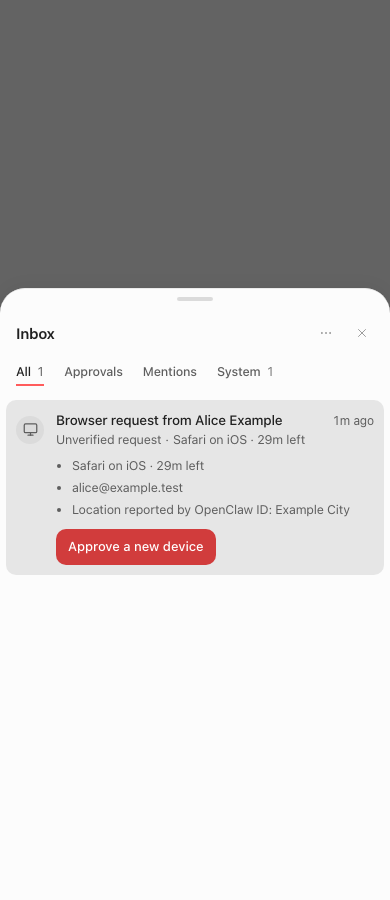 Inbox
All 1 Approvals Mentions System 1
Browser request from Alice Example 1m ago
Unverified request · Safari on iOS · 29m left
• Safari on iOS · 29m left
• alice@example.test
• Location reported by OpenClaw ID: Example City
Approve a new device